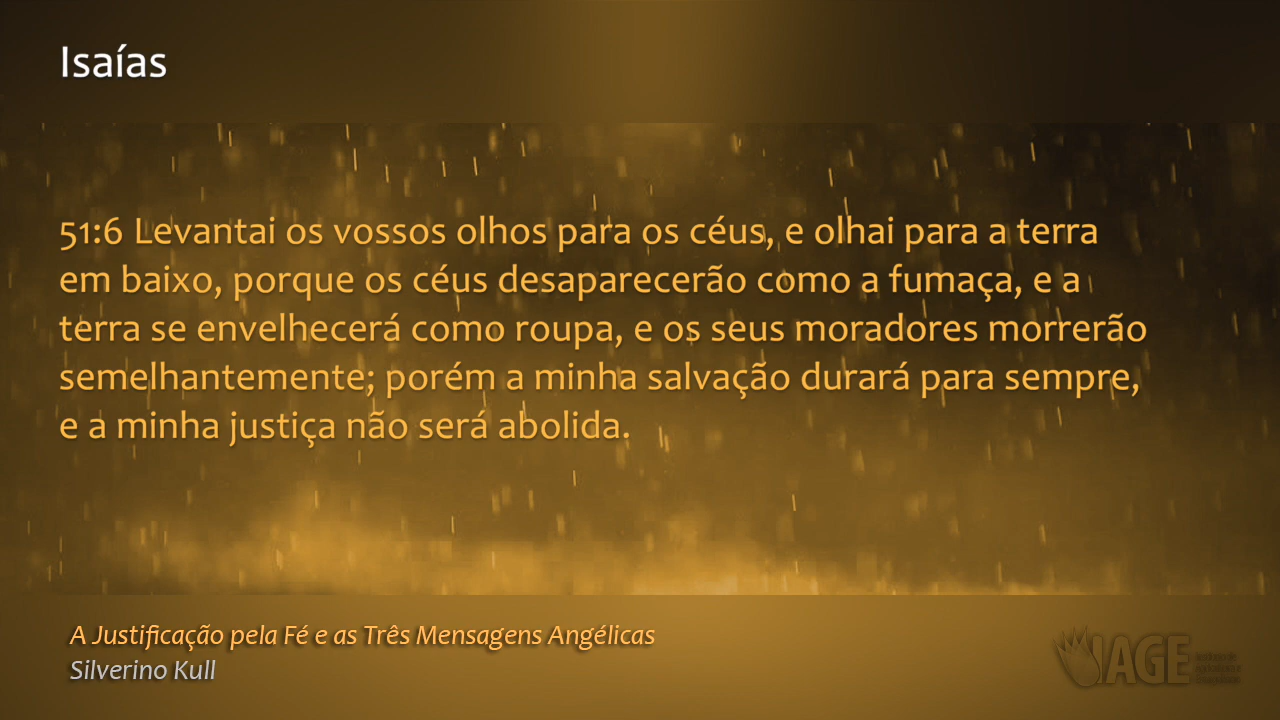 Isaías
51:6 Levantai os vossos olhos para os céus, e olhai para a terra
em baixo, porque os céus desaparecerão como a fumaça, e a
terra se envelhecerá como roupa, e os seus moradores morrerão
semelhantemente; porém a minha salvação durará para sempre,
e a minha justiça não será abolida.
A Justificação pela Fé e as Três Mensagens Angélicas
Silverino Kull
IAGE